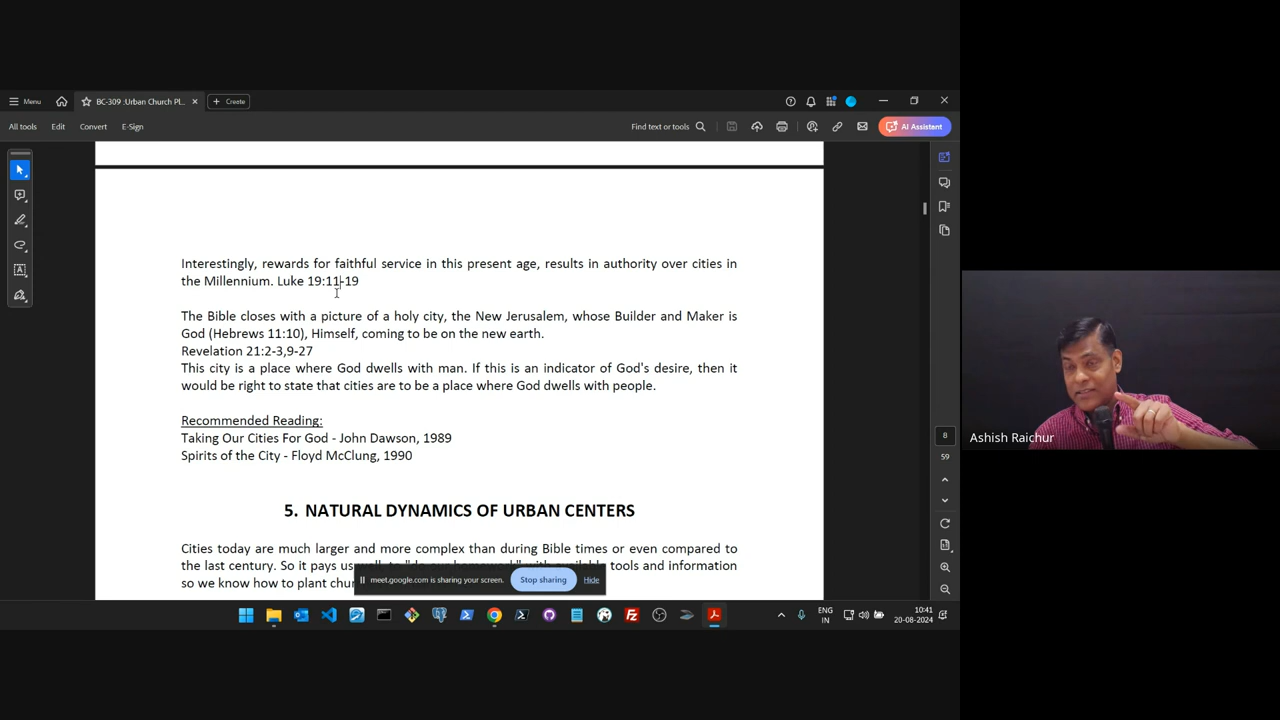 Menu
BC-309 :Urban Church Pl...
Create
All tools
Edit
Convert
E-Sign
Find text or tools
AI Assistant
Interestingly, rewards for faithful service in this present age, results in authority over cities in
the Millennium. Luke 19:11-19
The Bible closes with a picture of a holy city, the New Jerusalem, whose Builder and Maker is
God (Hebrews 11:10), Himself, coming to be on the new earth.
Revelation 21:2-3,9-27
This city is a place where God dwells with man. If this is an indicator of God's desire, then it
would be right to state that cities are to be a place where God dwells with people.
Recommended Reading:
Taking Our Cities For God - John Dawson, 1989
Spirits of the City - Floyd McClung, 1990
5. NATURAL DYNAMICS OF URBAN CENTERS
Cities today are much larger and more complex than during Bible times or even compared to
the last century. So it pays us tools and information
so we know how to plant
meet.google.com is sharing your screen.
Stop sharing
Hide
8
59
Ashish Raichur
ENG
IN
10:41
20-08-2024